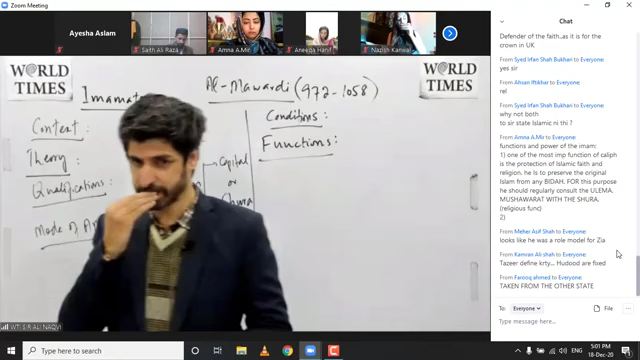 Zoom Meeting
Ayesha Aslam
Saith Ali Raza
Amna A.Mir
Aneeqa Hanif
Nazish Kanwal
WORLD
TIMES
WORLD
TIMES
Al-Mawardi (972-1058)
Imamat
Context:
Theory:
Qualifications:
Capital
or
Shura
Conditions:
Functions:
WT: SIR ALI NAQVI
Chat
Defender of the faith..as it is for the
crown in UK
From Syed Irfan Shah Bukhari to Everyone:
yes sir
From Ahsan Iftikhar to Everyone:
rel
From Syed Irfan Shah Bukhari to Everyone:
why not both
to sir state Islamic ni thi ?
From Amna A.Mir to Everyone:
functions and power of the imam:
1) one of the most imp function of caliph
is the protection of Islamic faith and
religion. he is to preserve the original
Islam from any BIDAH. FOR this purpose
he should regularly consult the ULEMA.
MUSHAWARAT WITH THE SHURA.
(religious func)
2)
From Meher Asif Shah to Everyone:
looks like he was a role model for Zia
From Kamran Ali shah to Everyone:
Tazeer define krty... Hudood are fixed
From Farooq ahmed to Everyone:
TAKEN FROM THE OTHER STATE
To: Everyone
File
Type message here...
Type here to search
5:01 PM
18-Dec-20